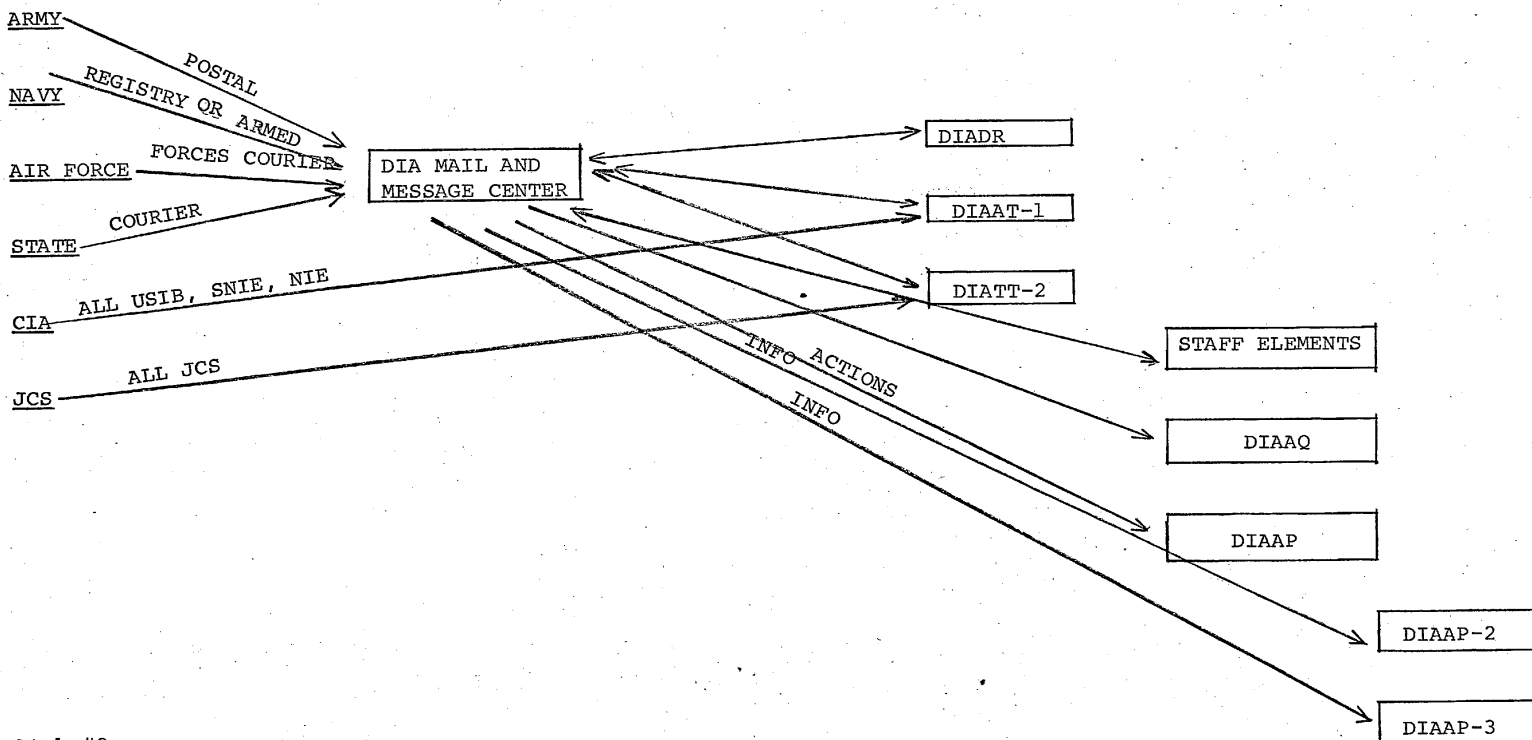 ARMY
POSTAL
NAVY
REGISTRY OR ARMED
AIR FORCE
FORCES COURIER
STATE
COURIER
CIA
ALL USIB, SNIE, NIE
JCS
ALL JCS
DIA MAIL AND
MESSAGE CENTER
DIADR
DIAAT-1
DIATT-2
STAFF ELEMENTS
INFO
ACTIONS
INFO
DIAAQ
DIAAP
DIAAP-2
DIAAP-3